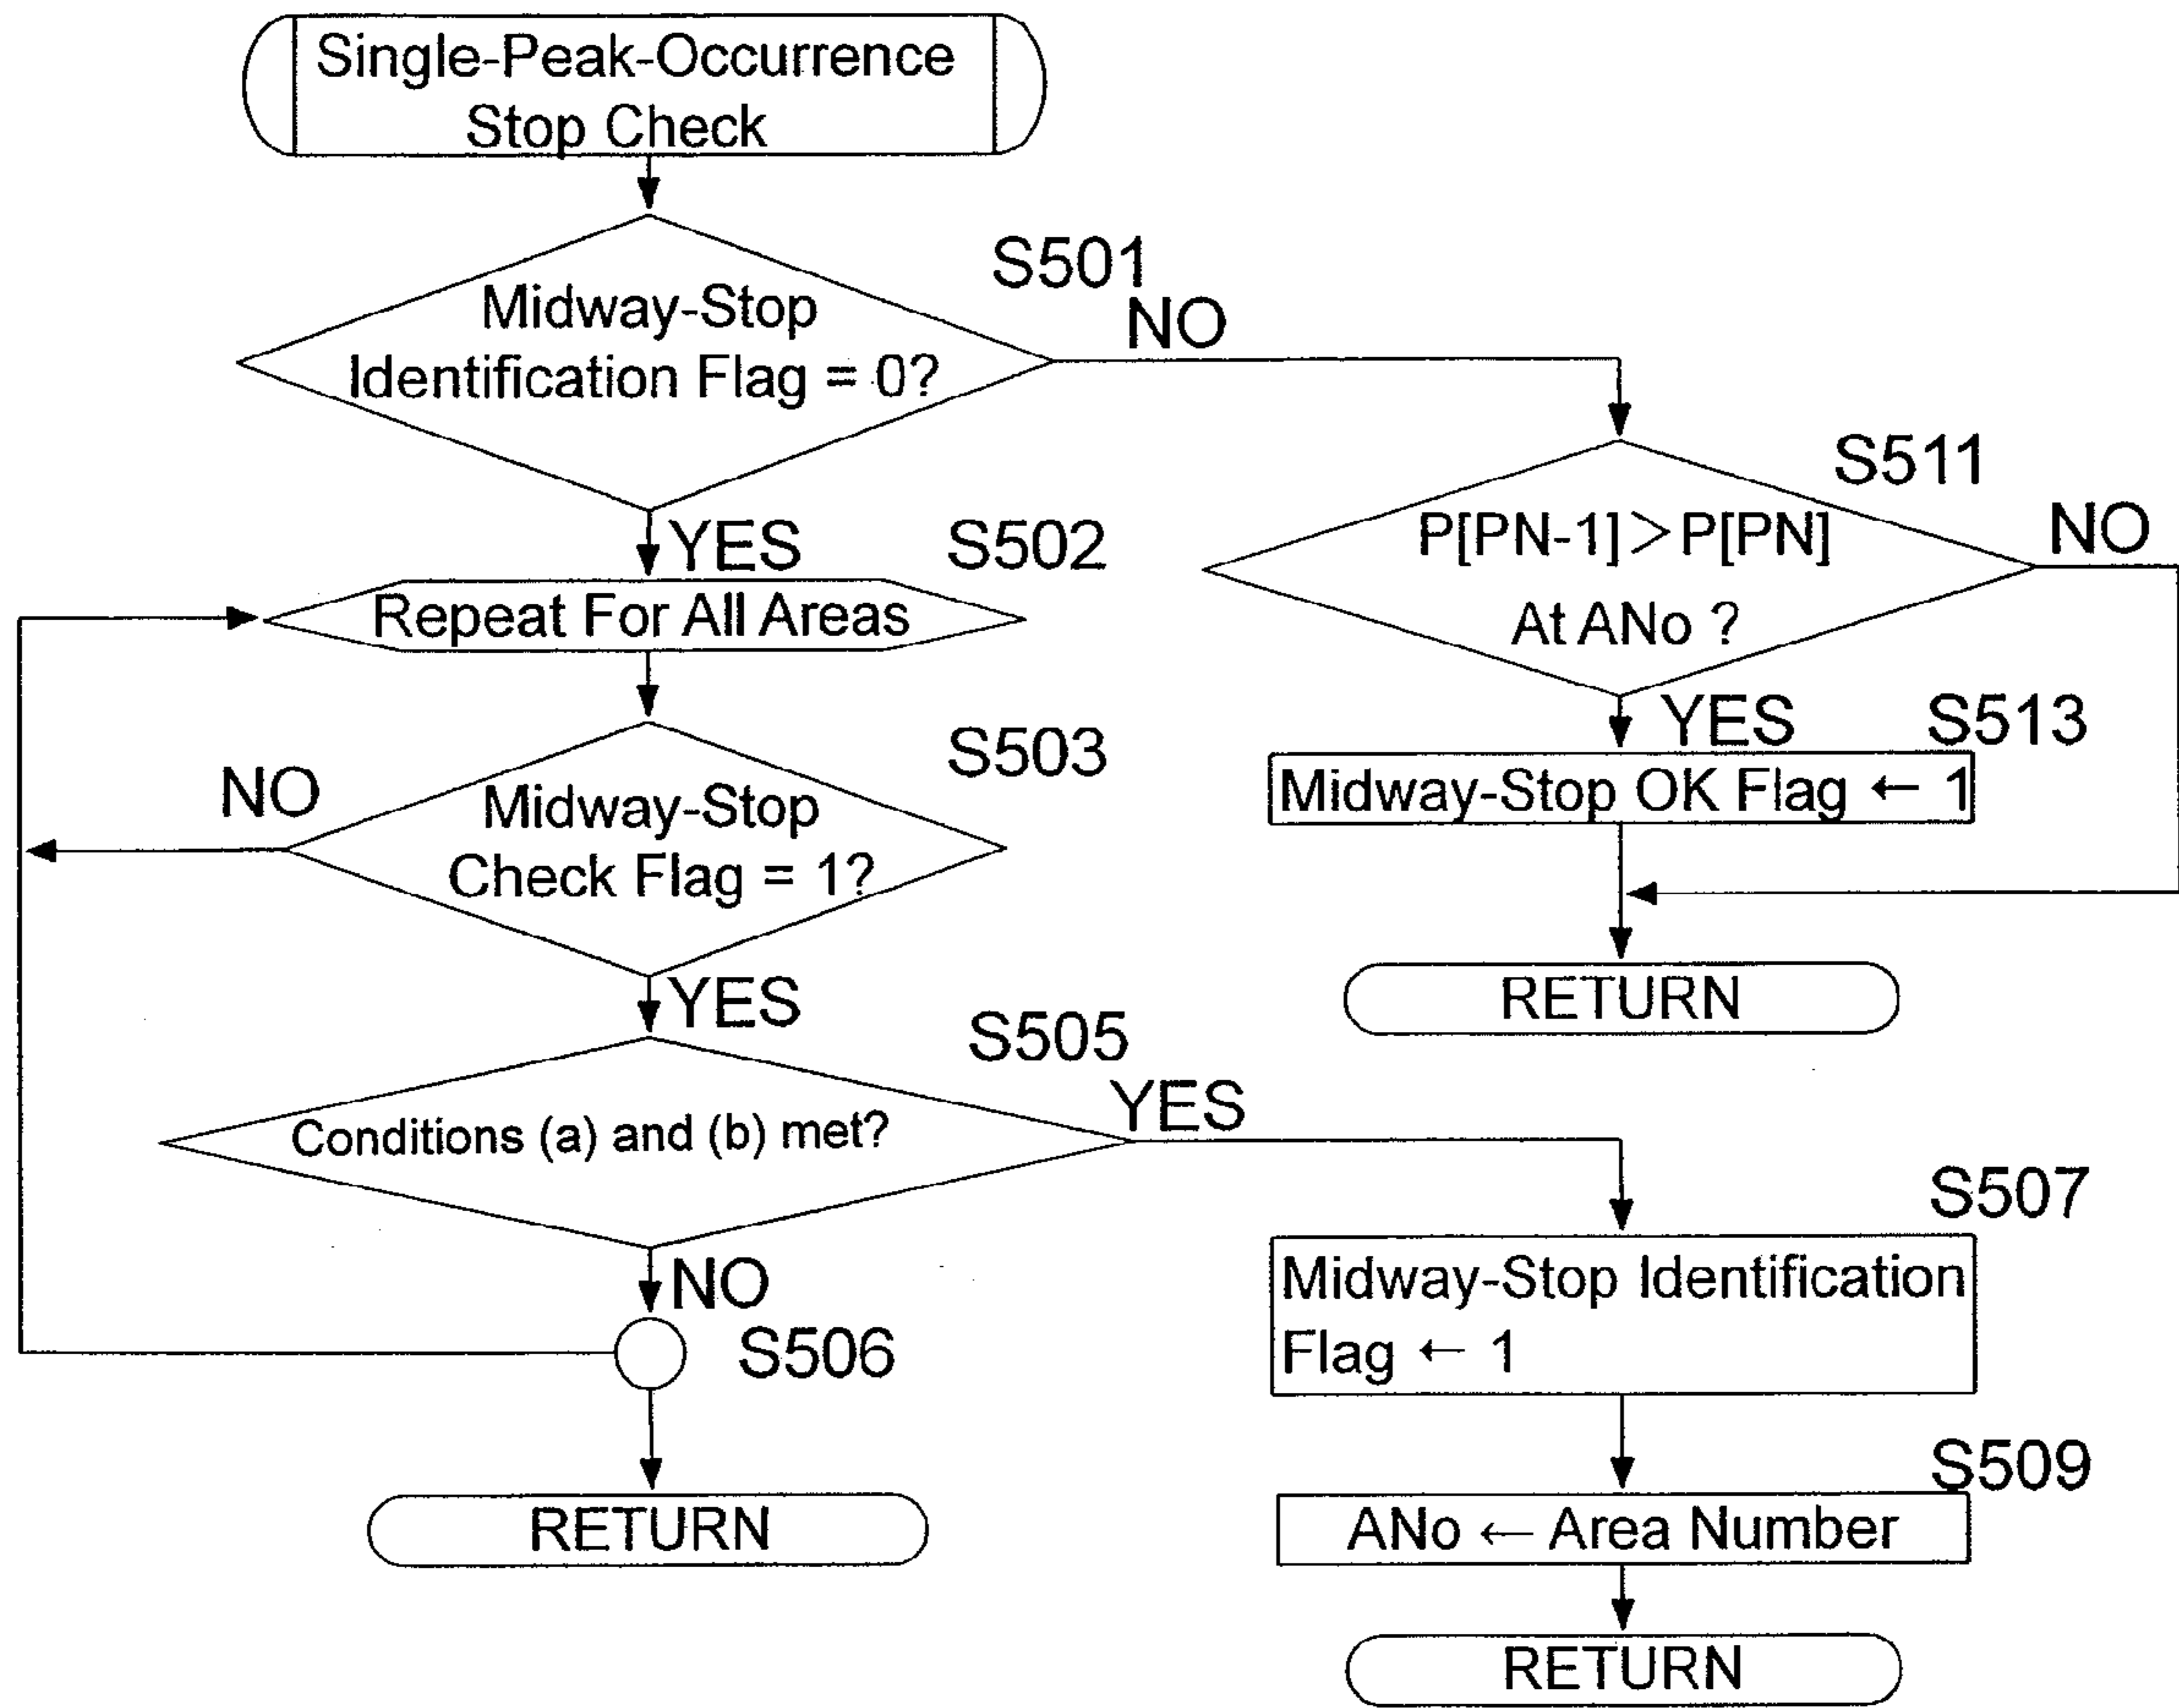 Single-Peak-Occurrence
Stop Check
S501
Midway-Stop
Identification Flag = 0?
NO
YES
S502
Repeat For All Areas
S503
NO
Midway-Stop
Check Flag = 1?
YES
S505
Conditions (a) and (b) met?
YES
NO
S506
RETURN
S511
P[PN-1]>P[PN]
At ANo ?
NO
YES
S513
Midway-Stop OK Flag ← 1
RETURN
S507
Midway-Stop Identification
Flag ← 1
S509
ANo ← Area Number
RETURN